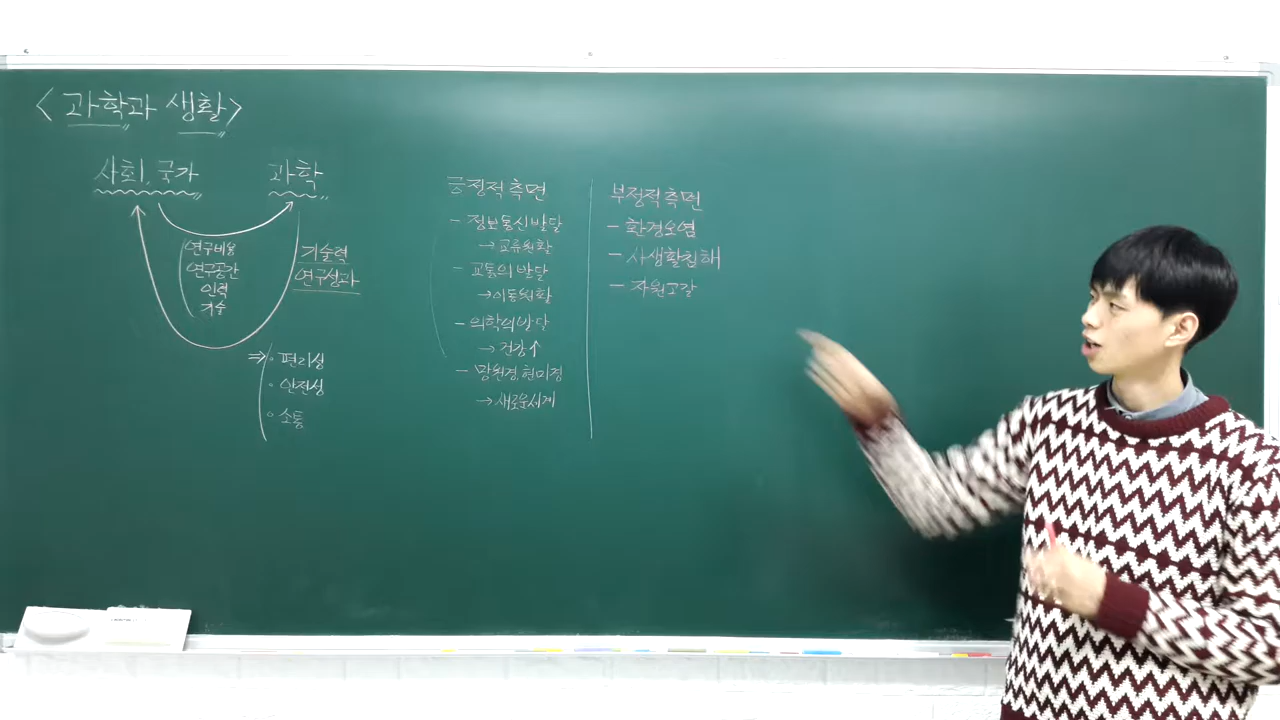 <과학과 생활>
사회, 국가
과학
연구비용
연구공간
인력
기술
기술력
연구성과
⇒ ◦ 편리성
◦ 안전성
◦ 소통
긍정적 측면
- 정보통신 발달
→ 교류원활
- 교통의 발달
→ 이동원활
- 의학의 발달
→ 건강↑
- 망원경 현미경
→ 새로운 세계
부정적 측면
- 환경오염
- 사생활침해
- 자원고갈